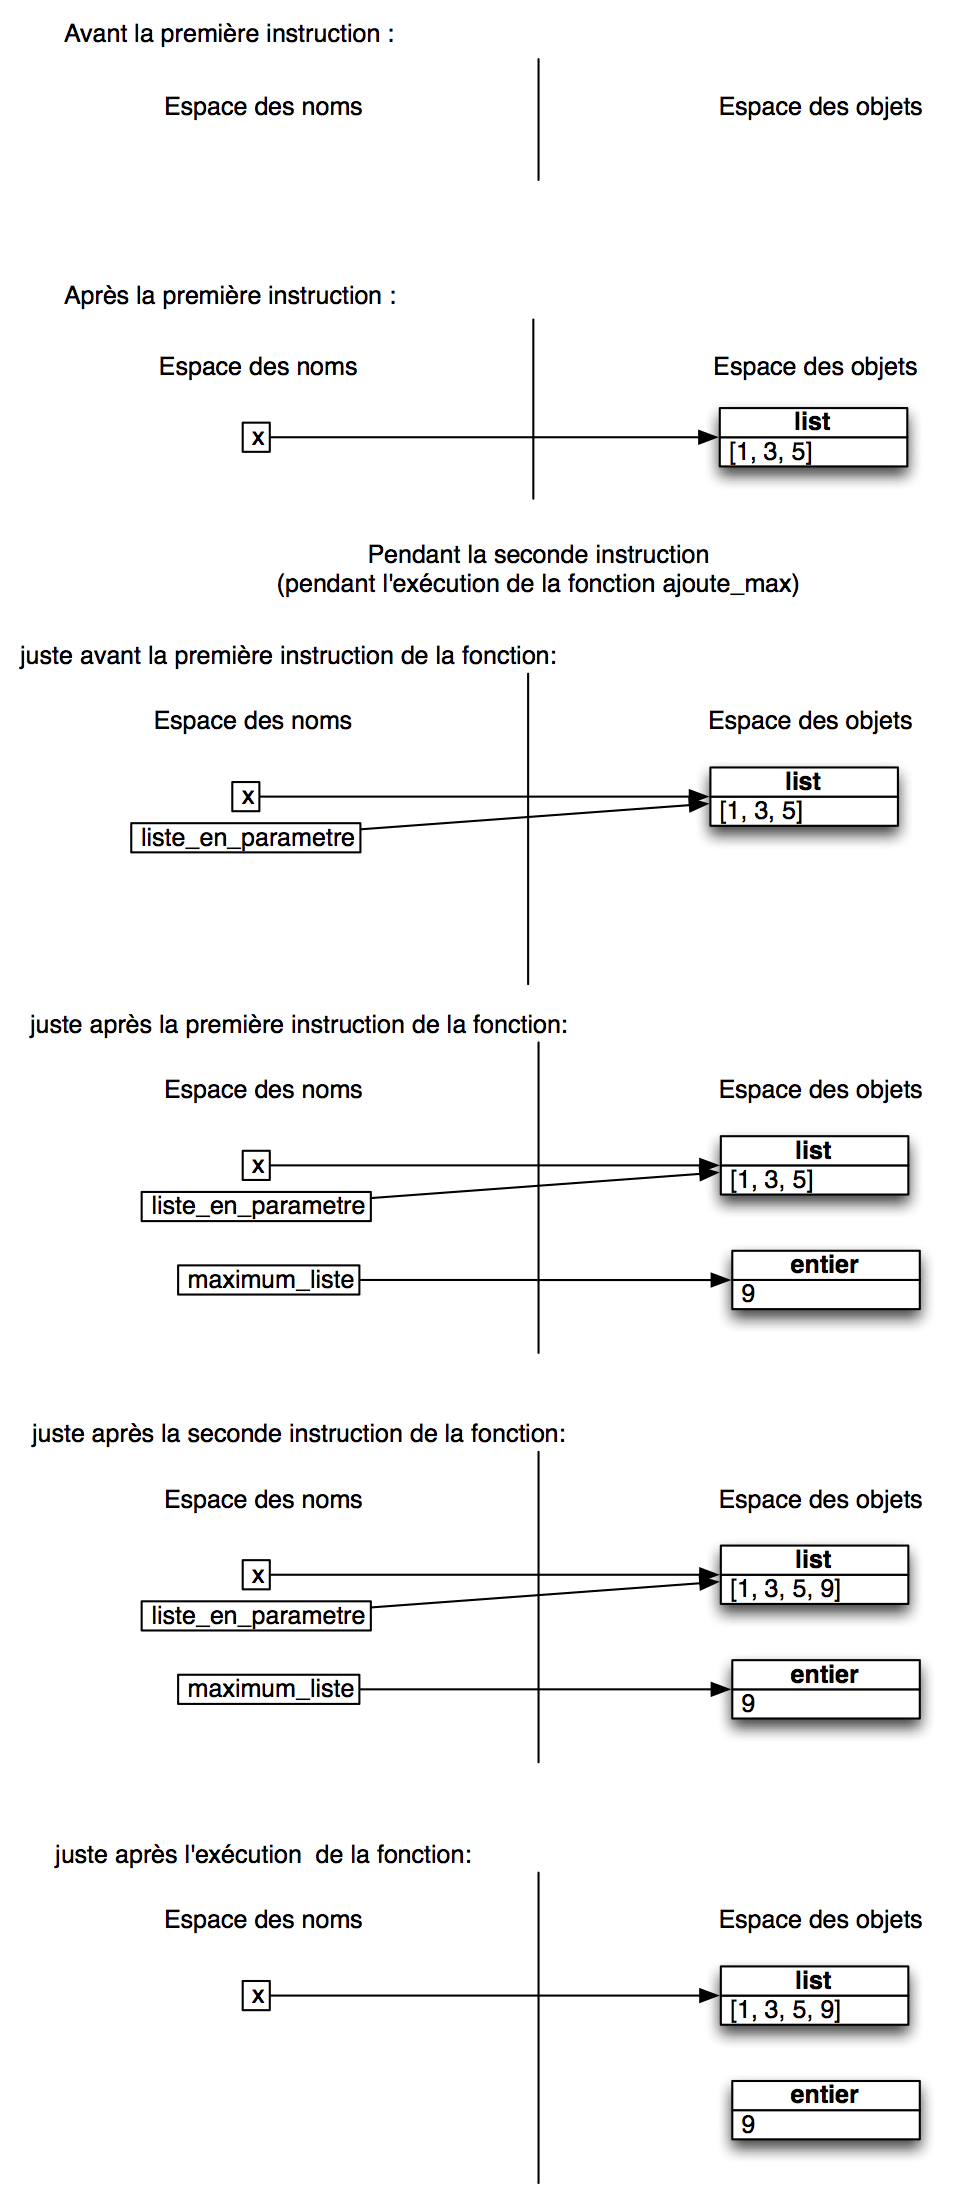 Avant la première instruction :
Espace des noms
Espace des objets
Après la première instruction :
Espace des noms
Espace des objets
x
list
[1, 3, 5]
Pendant la seconde instruction
(pendant l'exécution de la fonction ajoute_max)
juste avant la première instruction de la fonction:
Espace des noms
Espace des objets
x
list
[1, 3, 5]
liste_en_parametre
juste après la première instruction de la fonction:
Espace des noms
Espace des objets
x
list
[1, 3, 5]
liste_en_parametre
maximum_liste
entier
9
juste après la seconde instruction de la fonction:
Espace des noms
Espace des objets
x
list
[1, 3, 5, 9]
liste_en_parametre
maximum_liste
entier
9
juste après l'exécution  de la fonction:
Espace des noms
Espace des objets
x
list
[1, 3, 5, 9]
entier
9